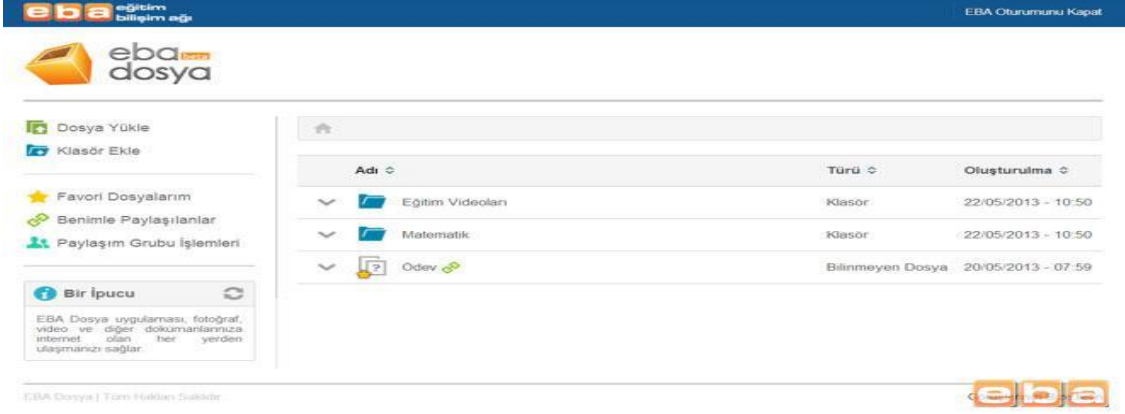 eba eğitim
bilişim ağı
EBA Oturumunu Kapat
eba beta
dosya
Dosya Yükle
Klasör Ekle
Favori Dosyalarım
Benimle Paylaşılanlar
Paylaşım Grubu İşlemleri
Bir İpucu
EBA Dosya uygulaması, fotoğraf,
video ve diğer dokümanlarınıza
internet olan her yerden
ulaşmanızı sağlar.
Adı Türü Oluşturulma
Eğitim Videoları Klasör 22/05/2013 - 10:50
Matematik Klasör 22/05/2013 - 10:50
Ödev Bilinmeyen Dosya 20/05/2013 - 07:59
EBA Dosya | Tüm Hakları Saklıdır.
eba